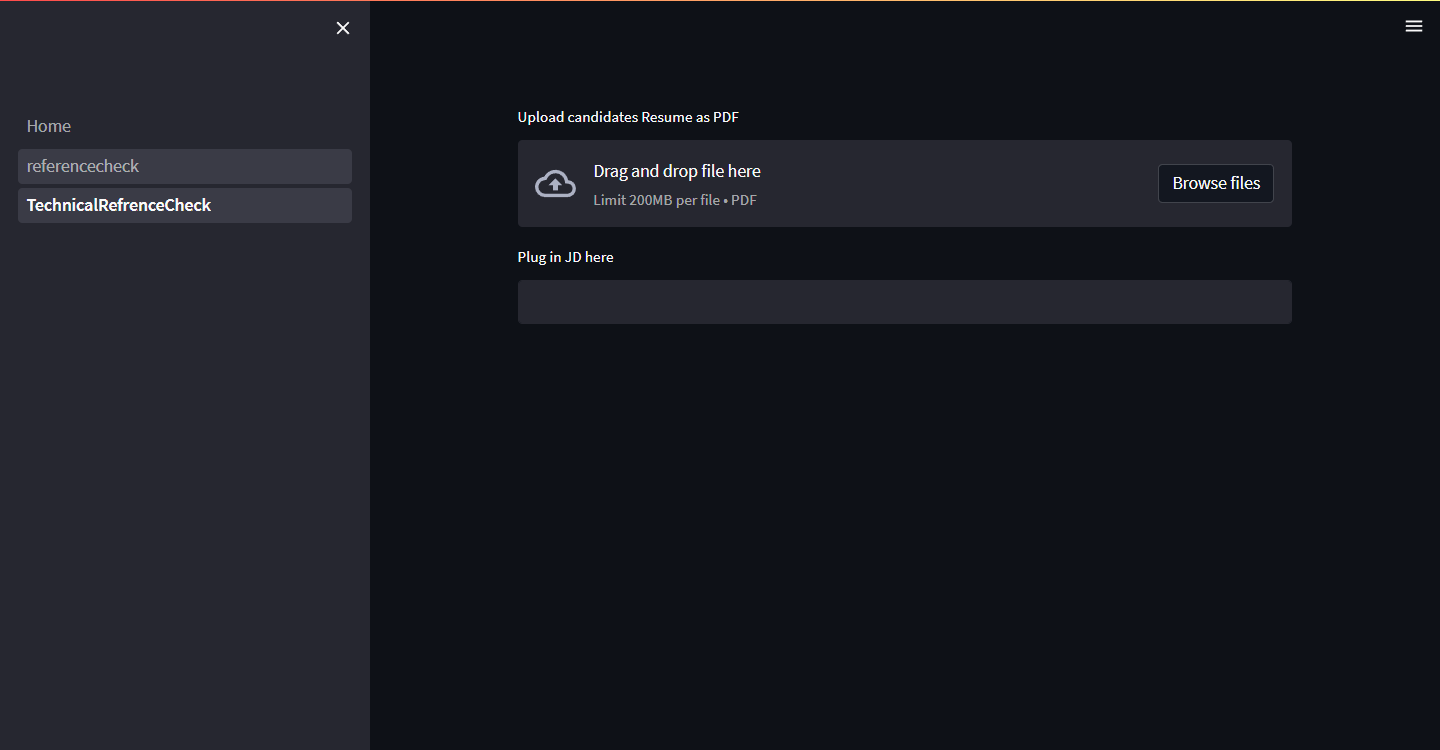 Home
referencecheck
TechnicalRefrenceCheck
Upload candidates Resume as PDF
Drag and drop file here
Limit 200MB per file • PDF
Browse files
Plug in JD here